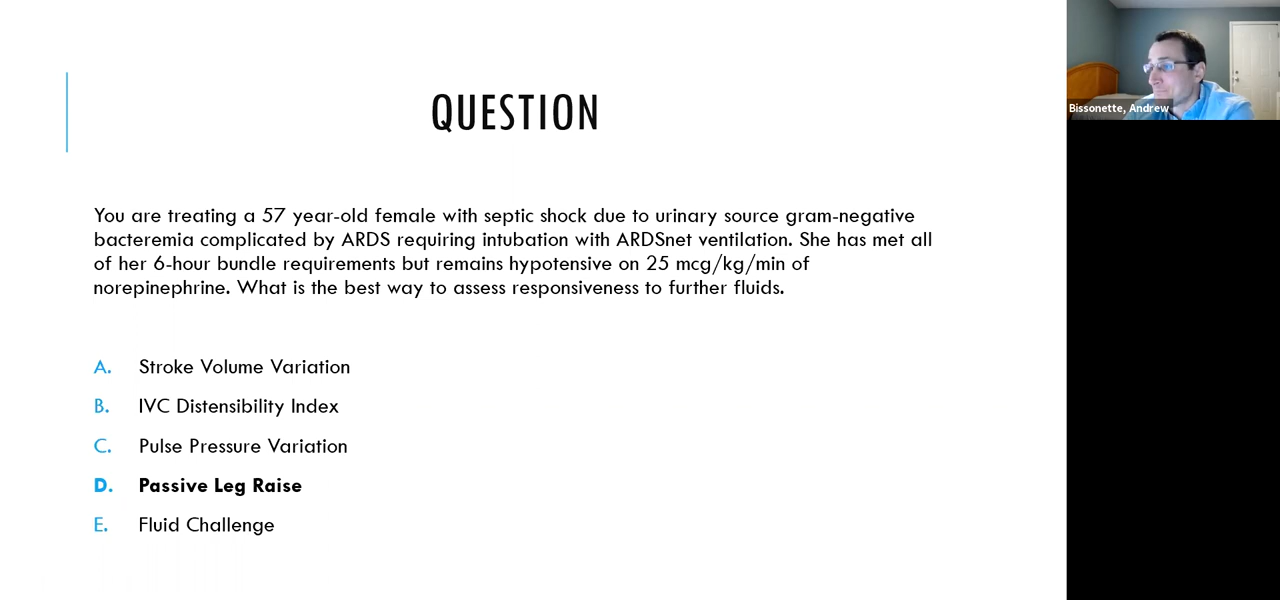 QUESTION
You are treating a 57 year-old female with septic shock due to urinary source gram-negative
bacteremia complicated by ARDS requiring intubation with ARDSnet ventilation. She has met all
of her 6-hour bundle requirements but remains hypotensive on 25 mcg/kg/min of
norepinephrine. What is the best way to assess responsiveness to further fluids.
A. Stroke Volume Variation
B. IVC Distensibility Index
C. Pulse Pressure Variation
D. Passive Leg Raise
E. Fluid Challenge
Bissonette, Andrew